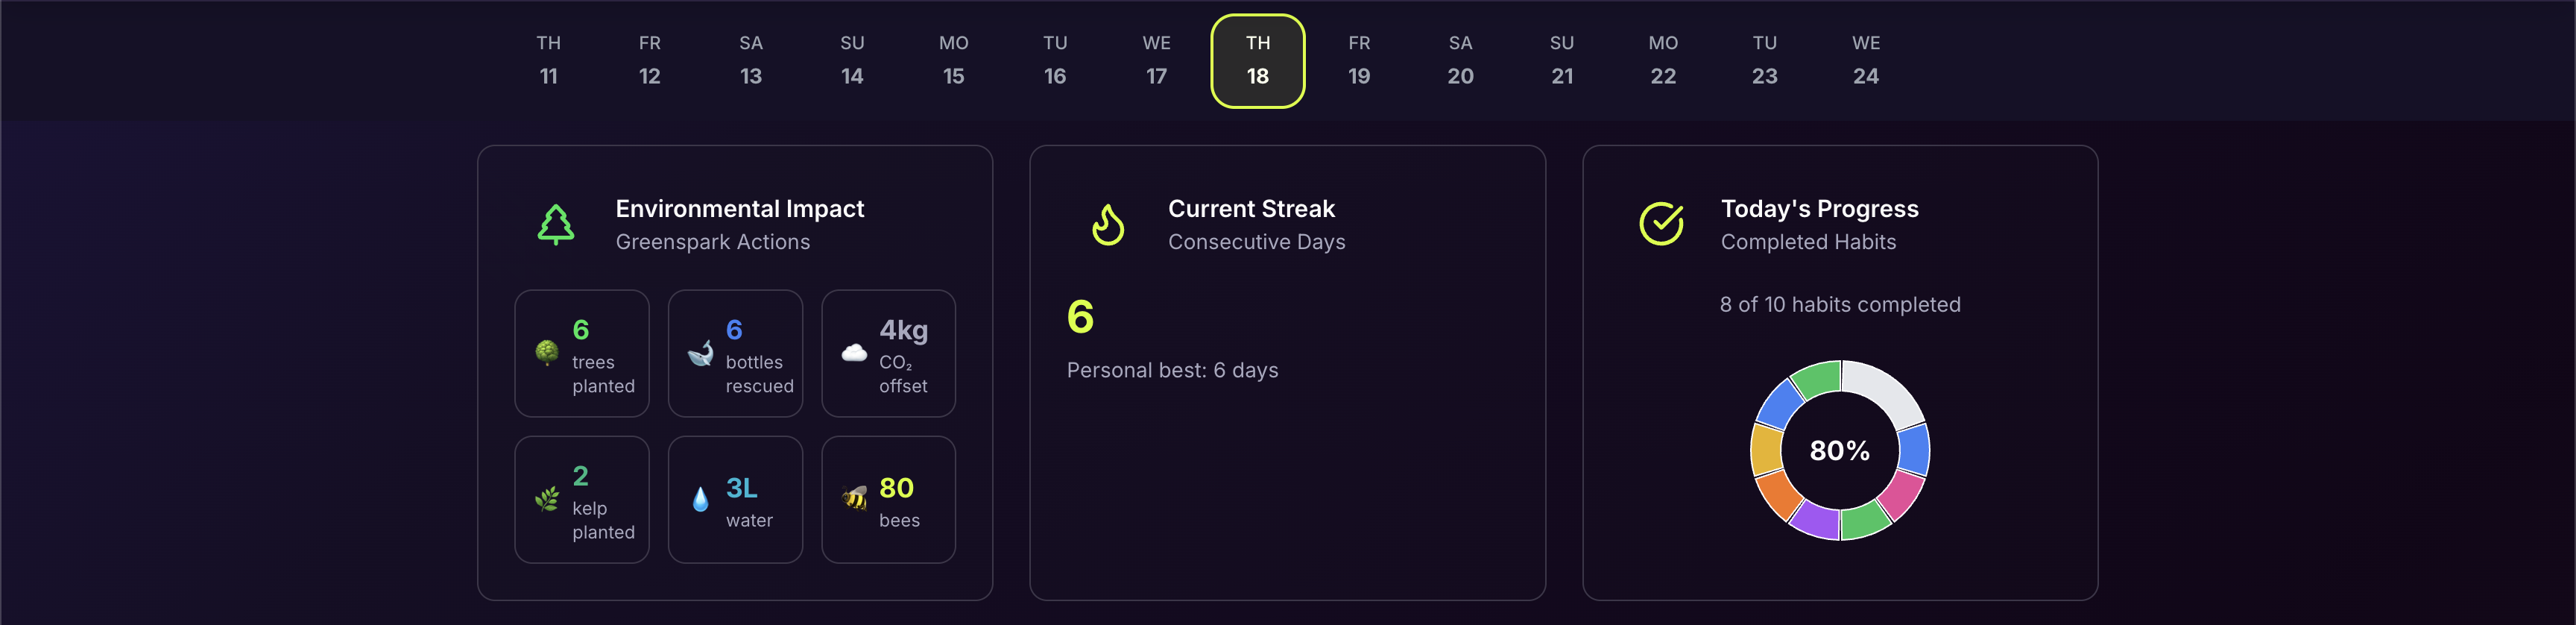 TH FR SA SU MO TU WE TH FR SA SU MO TU WE
11 12 13 14 15 16 17 18 19 20 21 22 23 24
Environmental Impact
Greenspark Actions
6
trees
planted
6
bottles
rescued
4kg
CO₂
offset
2
kelp
planted
3L
water
80
bees
Current Streak
Consecutive Days
6
Personal best: 6 days
Today's Progress
Completed Habits
8 of 10 habits completed
80%